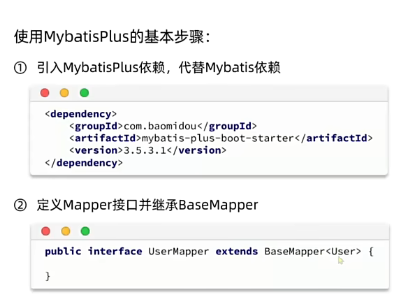 使用MybatisPlus的基本步骤：
① 引入MybatisPlus依赖，代替Mybatis依赖
<dependency>
    <groupId>com.baomidou</groupId>
    <artifactId>mybatis-plus-boot-starter</artifactId>
    <version>3.5.3.1</version>
</dependency>
② 定义Mapper接口并继承BaseMapper
public interface UserMapper extends BaseMapper<User> {
}